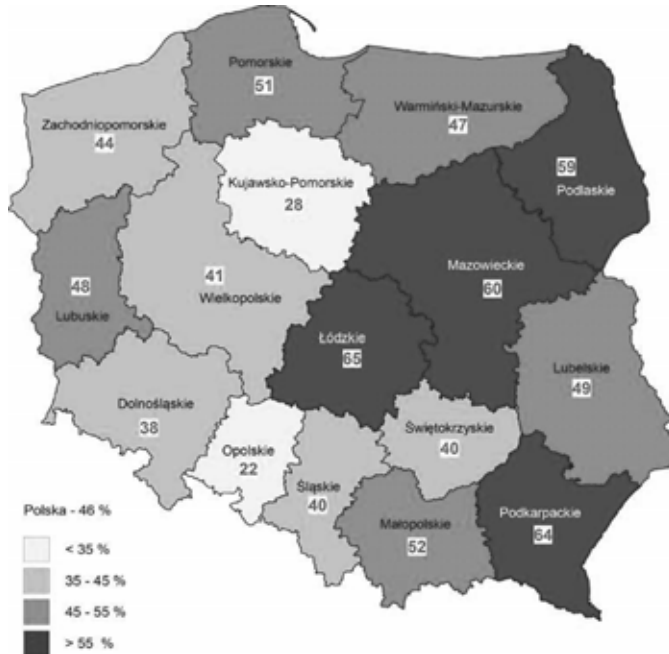 Pomorskie
51
Warmiński-Mazurskie
47
Zachodniopomorskie
44
59
Podlaskie
Kujawsko-Pomorskie
28
Mazowieckie
60
41
Wielkopolskie
48
Lubuskie
Łódzkie
65
Lubelskie
49
Dolnośląskie
38
Świętokrzyskie
40
Opolskie
22
Śląskie
40
Małopolskie
52
Podkarpackie
64
Polska - 46 %
< 35 %
35 - 45 %
45 - 55 %
> 55 %